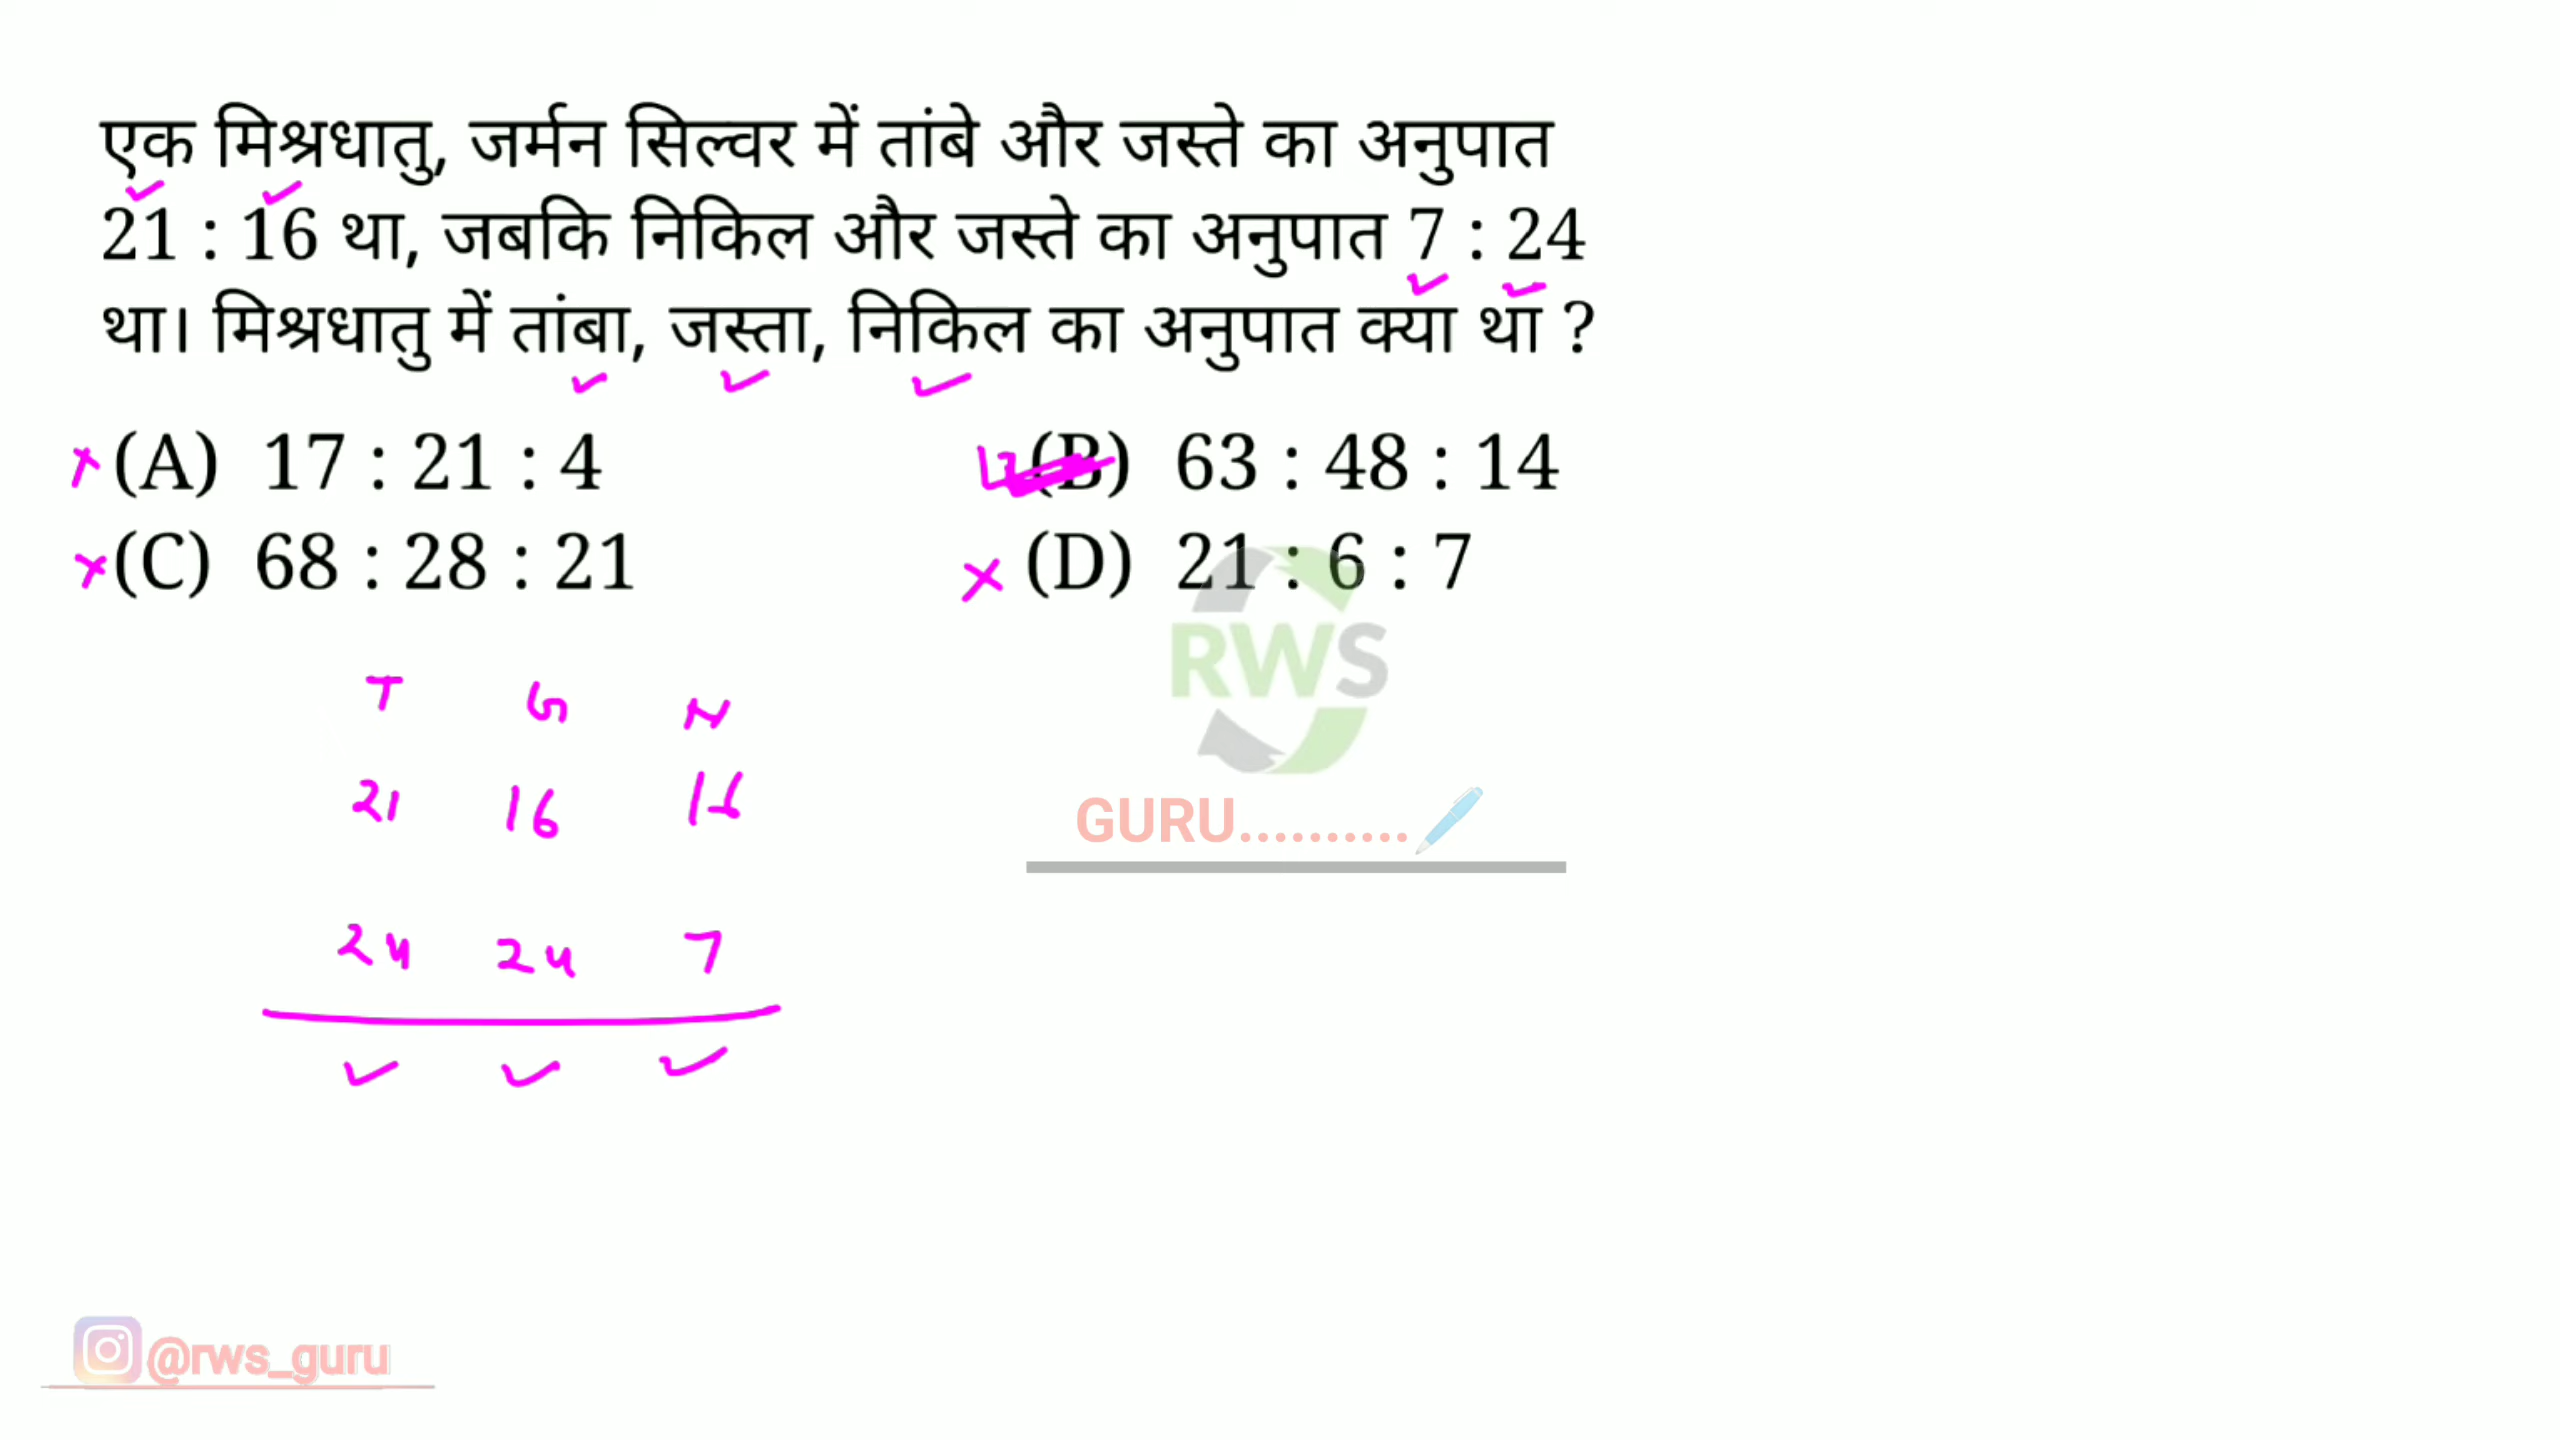 एक मिश्रधातु, जर्मन सिल्वर में तांबे और जस्ते का अनुपात
21 : 16 था, जबकि निकिल और जस्ते का अनुपात 7 : 24
था। मिश्रधातु में तांबा, जस्ता, निकिल का अनुपात क्या था ?
(A) 17 : 21 : 4 (B) 63 : 48 : 14
(C) 68 : 28 : 21 (D) 21 : 6 : 7
RWS
GURU..........
21 16 16
24 24 7
@rws_guru